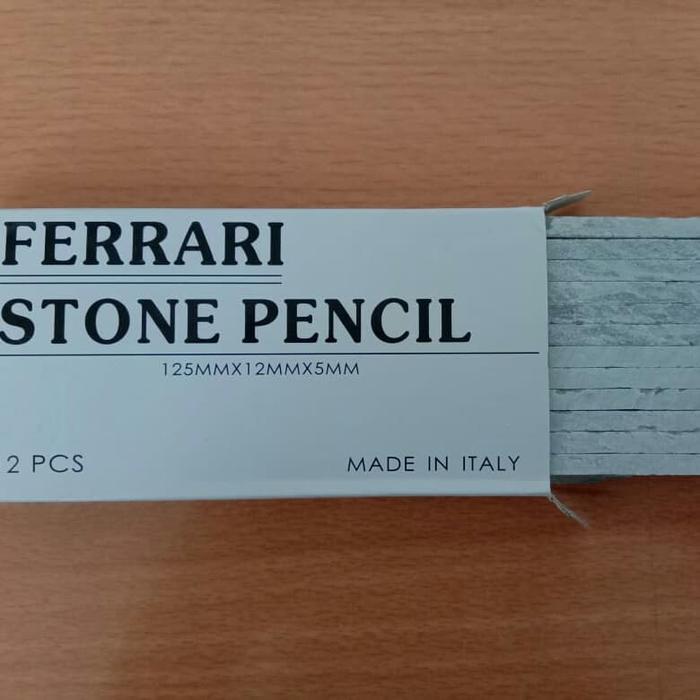 FERRARI
STONE PENCIL
125MMX12MMX5MM
2 PCS
MADE IN ITALY